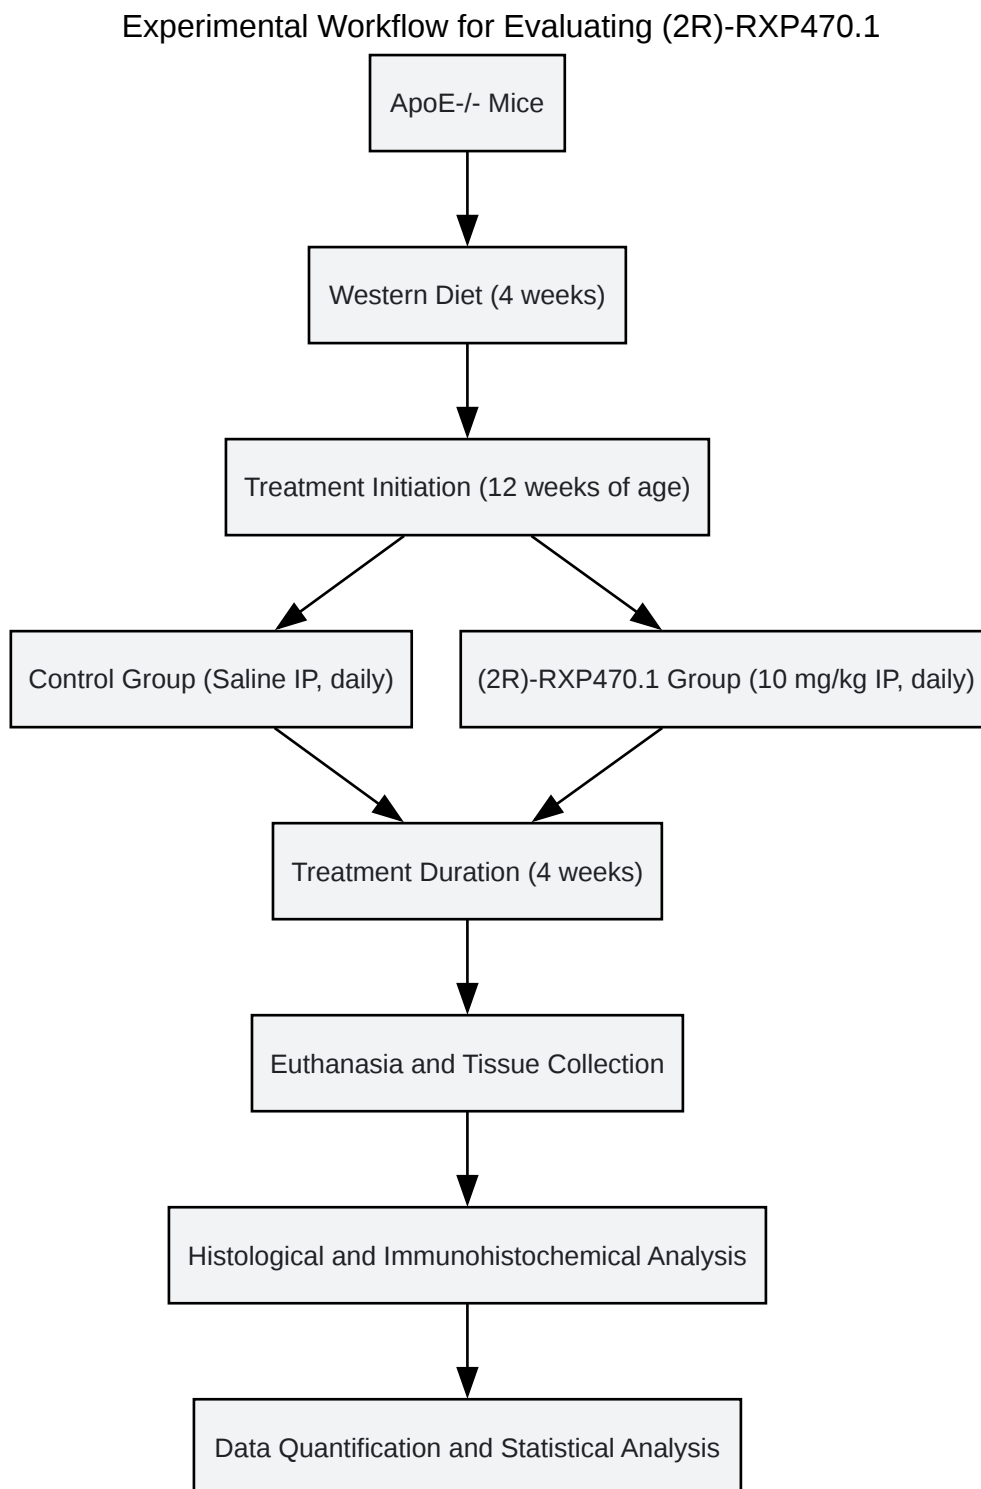 Experimental Workflow for Evaluating (2R)-RXP470.1
ApoE-/- Mice
Western Diet (4 weeks)
Treatment Initiation (12 weeks of age)
Control Group (Saline IP, daily)
(2R)-RXP470.1 Group (10 mg/kg IP, daily)
Treatment Duration (4 weeks)
Euthanasia and Tissue Collection
Histological and Immunohistochemical Analysis
Data Quantification and Statistical Analysis